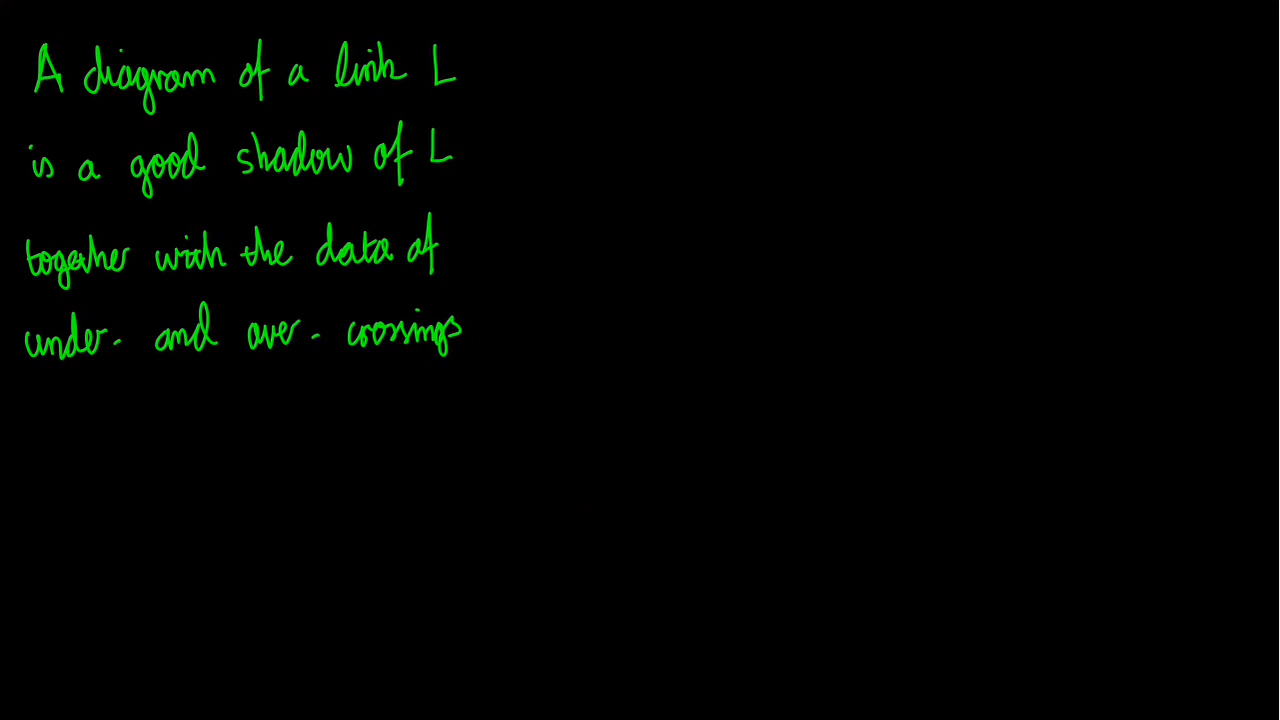 A diagram of a link L
is a good shadow of L
together with the data of
under- and over-crossings